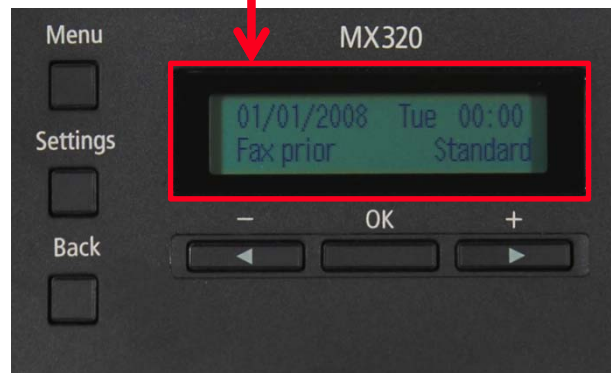 Menu
MX320
01/01/2008 Tue 00:00
Fax prior Standard
Settings
- OK +
Back